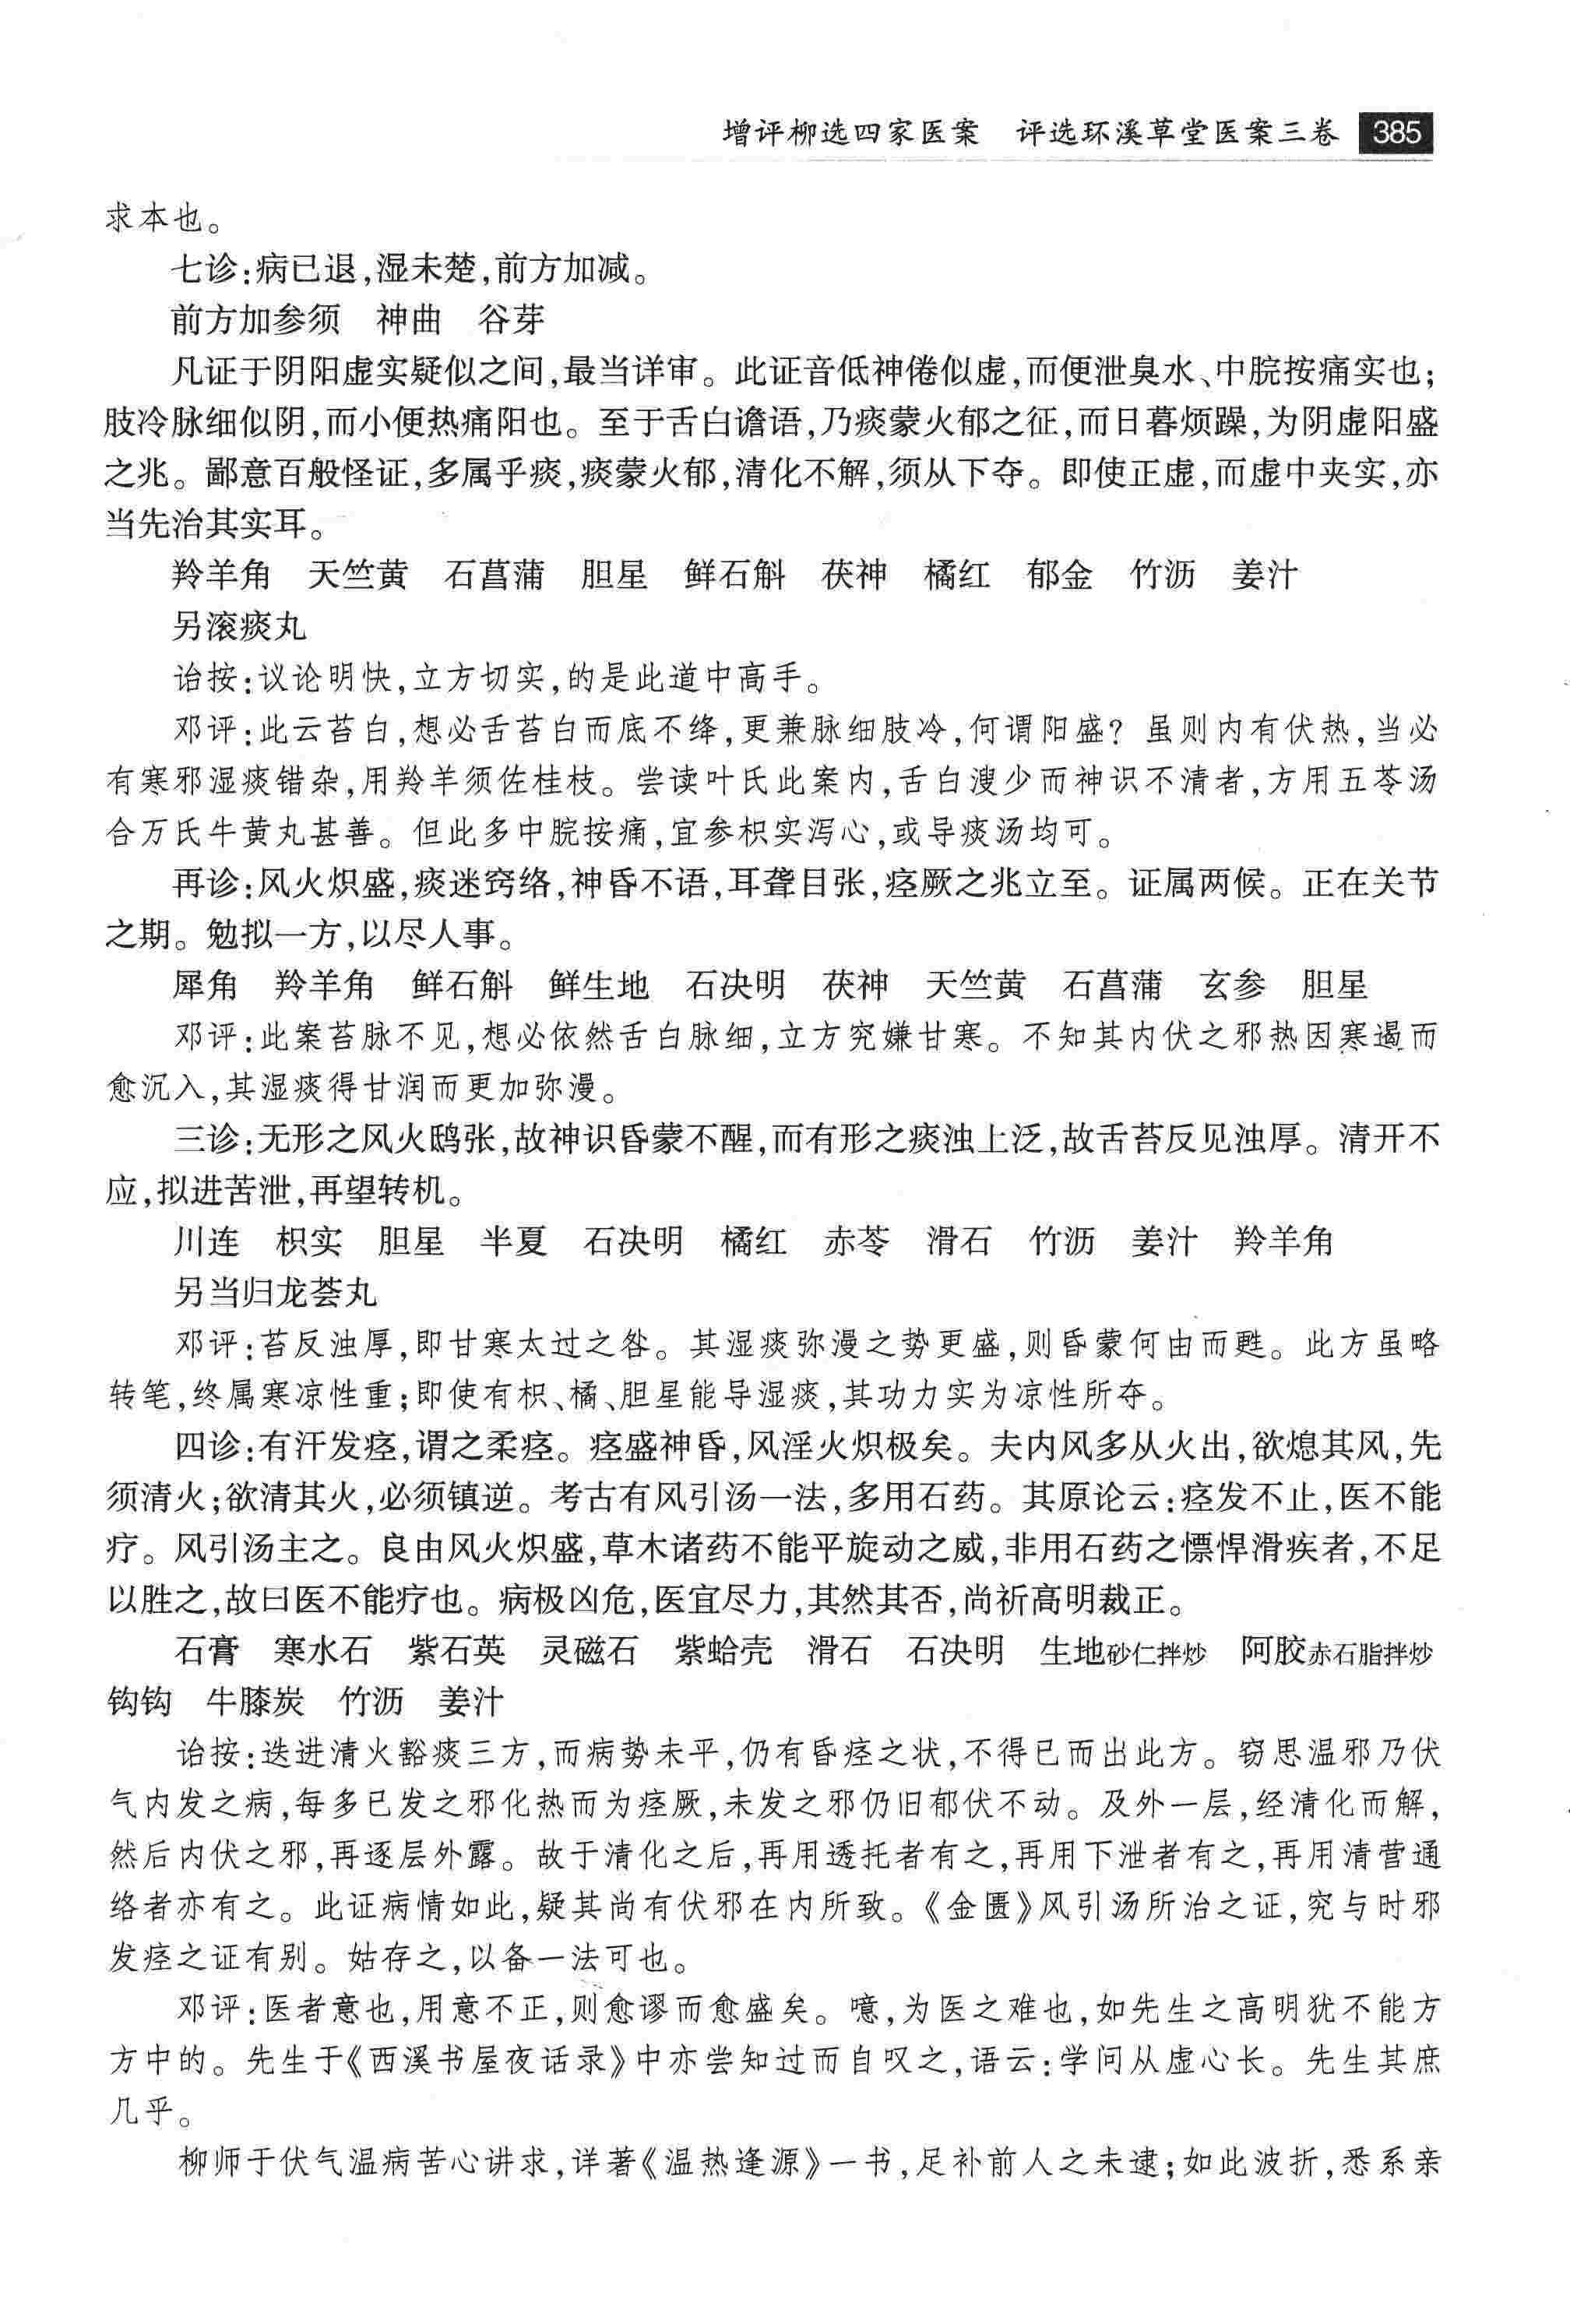 增评柳选四家医案　评选环溪草堂医案三卷 385
求本也。
七诊:病已退,湿未楚,前方加减。
前方加参须　神曲　谷芽
凡证于阴阳虚实疑似之间,最当详审。此证音低神倦似虚,而便泄臭水、中脘按痛实也;
肢冷脉细似阴,而小便热痛阳也。至于舌白谵语,乃痰蒙火郁之征,而日暮烦躁,为阴虚阳盛
之兆。鄙意百般怪证,多属乎痰,痰蒙火郁,清化不解,须从下夺。即使正虚,而虚中夹实,亦
当先治其实耳。
羚羊角　天竺黄　石菖蒲　胆星　鲜石斛　茯神　橘红　郁金　竹沥　姜汁
另滚痰丸
诒按:议论明快,立方切实,的是此道中高手。
邓评:此云苔白,想必舌苔白而底不绛,更兼脉细肢冷,何谓阳盛?虽则内有伏热,当必
有寒邪湿痰错杂,用羚羊须佐桂枝。尝读叶氏此案内,舌白溲少而神识不清者,方用五苓汤
合万氏牛黄丸甚善。但此多中脘按痛,宜参枳实泻心,或导痰汤均可。
再诊:风火炽盛,痰迷窍络,神昏不语,耳聋目张,痉厥之兆立至。证属两候。正在关节
之期。勉拟一方,以尽人事。
犀角　羚羊角　鲜石斛　鲜生地　石决明　茯神　天竺黄　石菖蒲　玄参　胆星
邓评:此案苔脉不见,想必依然舌白脉细,立方究嫌甘寒。不知其内伏之邪热因寒遏而
愈沉入,其湿痰得甘润而更加弥漫。
三诊:无形之风火鸱张,故神识昏蒙不醒,而有形之痰浊上泛,故舌苔反见浊厚。清开不
应,拟进苦泄,再望转机。
川连　枳实　胆星　半夏　石决明　橘红　赤苓　滑石　竹沥　姜汁　羚羊角
另当归龙荟丸
邓评:苔反浊厚,即甘寒太过之咎。其湿痰弥漫之势更盛,则昏蒙何由而甦。此方虽略
转笔,终属寒凉性重;即使有枳、橘、胆星能导湿痰,其功力实为凉性所夺。
四诊:有汗发痉,谓之柔痉。痉盛神昏,风淫火炽极矣。夫内风多从火出,欲熄其风,先
须清火;欲清其火,必须镇逆。考古有风引汤一法,多用石药。其原论云:痉发不止,医不能
疗。风引汤主之。良由风火炽盛,草木诸药不能平旋动之威,非用石药之慓悍滑疾者,不足
以胜之,故曰医不能疗也。病极凶危,医宜尽力,其然其否,尚祈高明裁正。
石膏　寒水石　紫石英　灵磁石　紫蛤壳　滑石　石决明　生地砂仁拌炒　阿胶赤石脂拌炒
钩钩　牛膝炭　竹沥　姜汁
诒按:迭进清火豁痰三方,而病势未平,仍有昏痉之状,不得已而出此方。窃思温邪乃伏
气内发之病,每多已发之邪化热而为痉厥,未发之邪仍旧郁伏不动。及外一层,经清化而解,
然后内伏之邪,再逐层外露。故于清化之后,再用透托者有之,再用下泄者有之,再用清营通
络者亦有之。此证病情如此,疑其尚有伏邪在内所致。《金匮》风引汤所治之证,究与时邪
发痉之证有别。姑存之,以备一法可也。
邓评:医者意也,用意不正,则愈谬而愈盛矣。噫,为医之难也,如先生之高明犹不能方
方中的。先生于《西溪书屋夜话录》中亦尝知过而自叹之,语云:学问从虚心长。先生其庶
几乎。
柳师于伏气温病苦心讲求,详著《温热逢源》一书,足补前人之未逮;如此波折,悉系亲